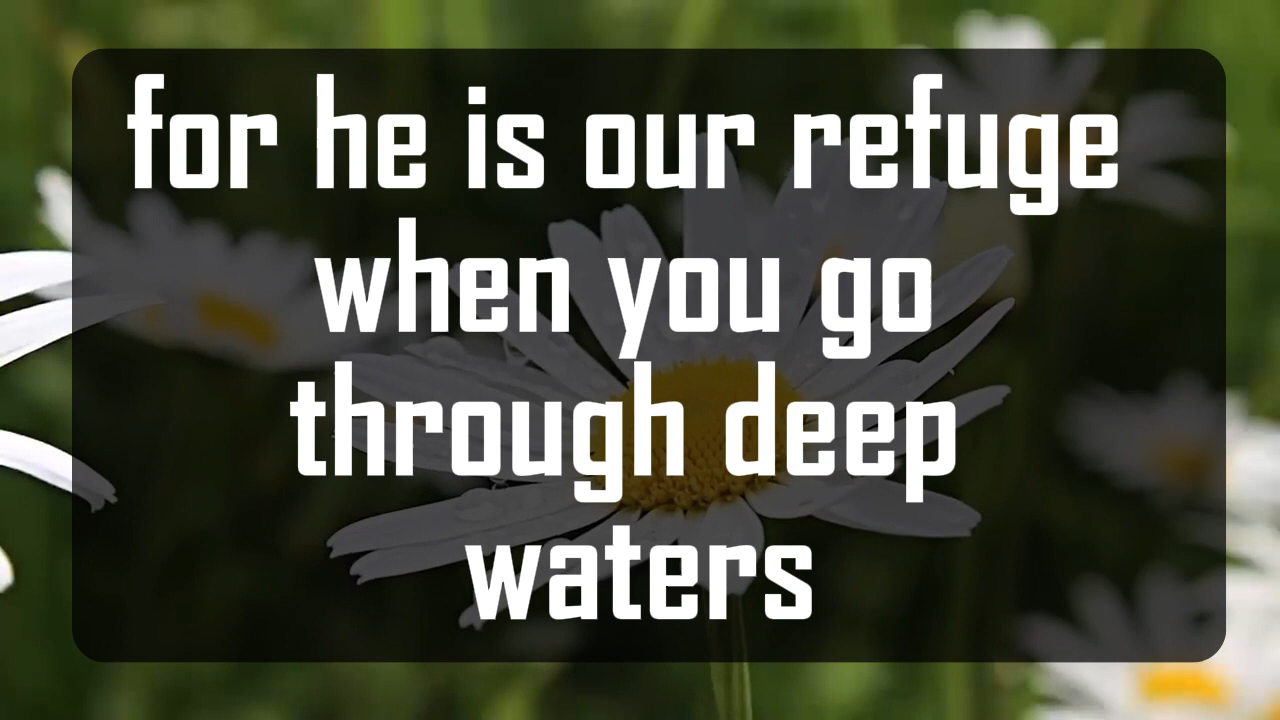 for he is our refuge
when you go
through deep
waters